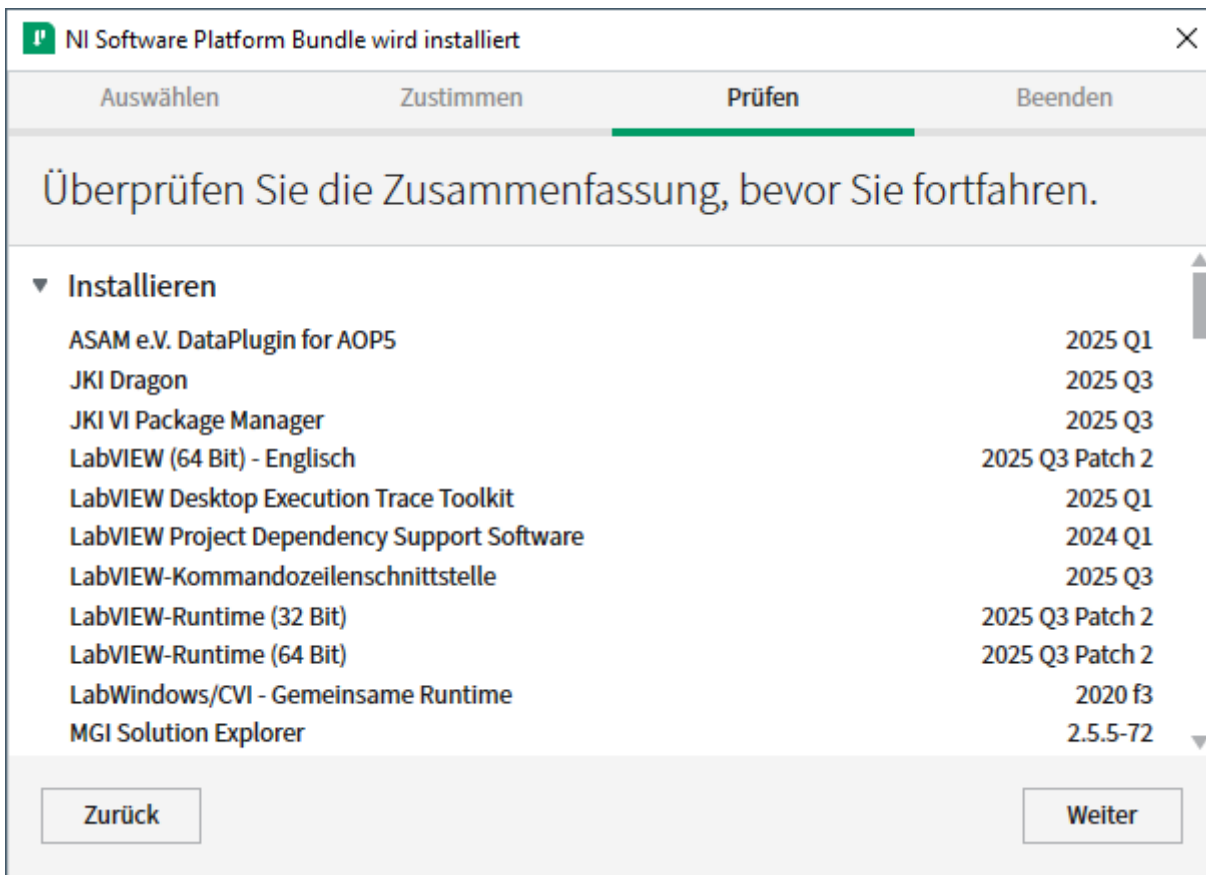 NI Software Platform Bundle wird installiert
Auswählen Zustimmen Prüfen Beenden
Überprüfen Sie die Zusammenfassung, bevor Sie fortfahren.
Installieren
ASAM e.V. DataPlugin for AOP5 2025 Q1
JKI Dragon 2025 Q3
JKI VI Package Manager 2025 Q3
LabVIEW (64 Bit) - Englisch 2025 Q3 Patch 2
LabVIEW Desktop Execution Trace Toolkit 2025 Q1
LabVIEW Project Dependency Support Software 2024 Q1
LabVIEW-Kommandozeilenschnittstelle 2025 Q3
LabVIEW-Runtime (32 Bit) 2025 Q3 Patch 2
LabVIEW-Runtime (64 Bit) 2025 Q3 Patch 2
LabWindows/CVI - Gemeinsame Runtime 2020 f3
MGI Solution Explorer 2.5.5-72
Zurück Weiter